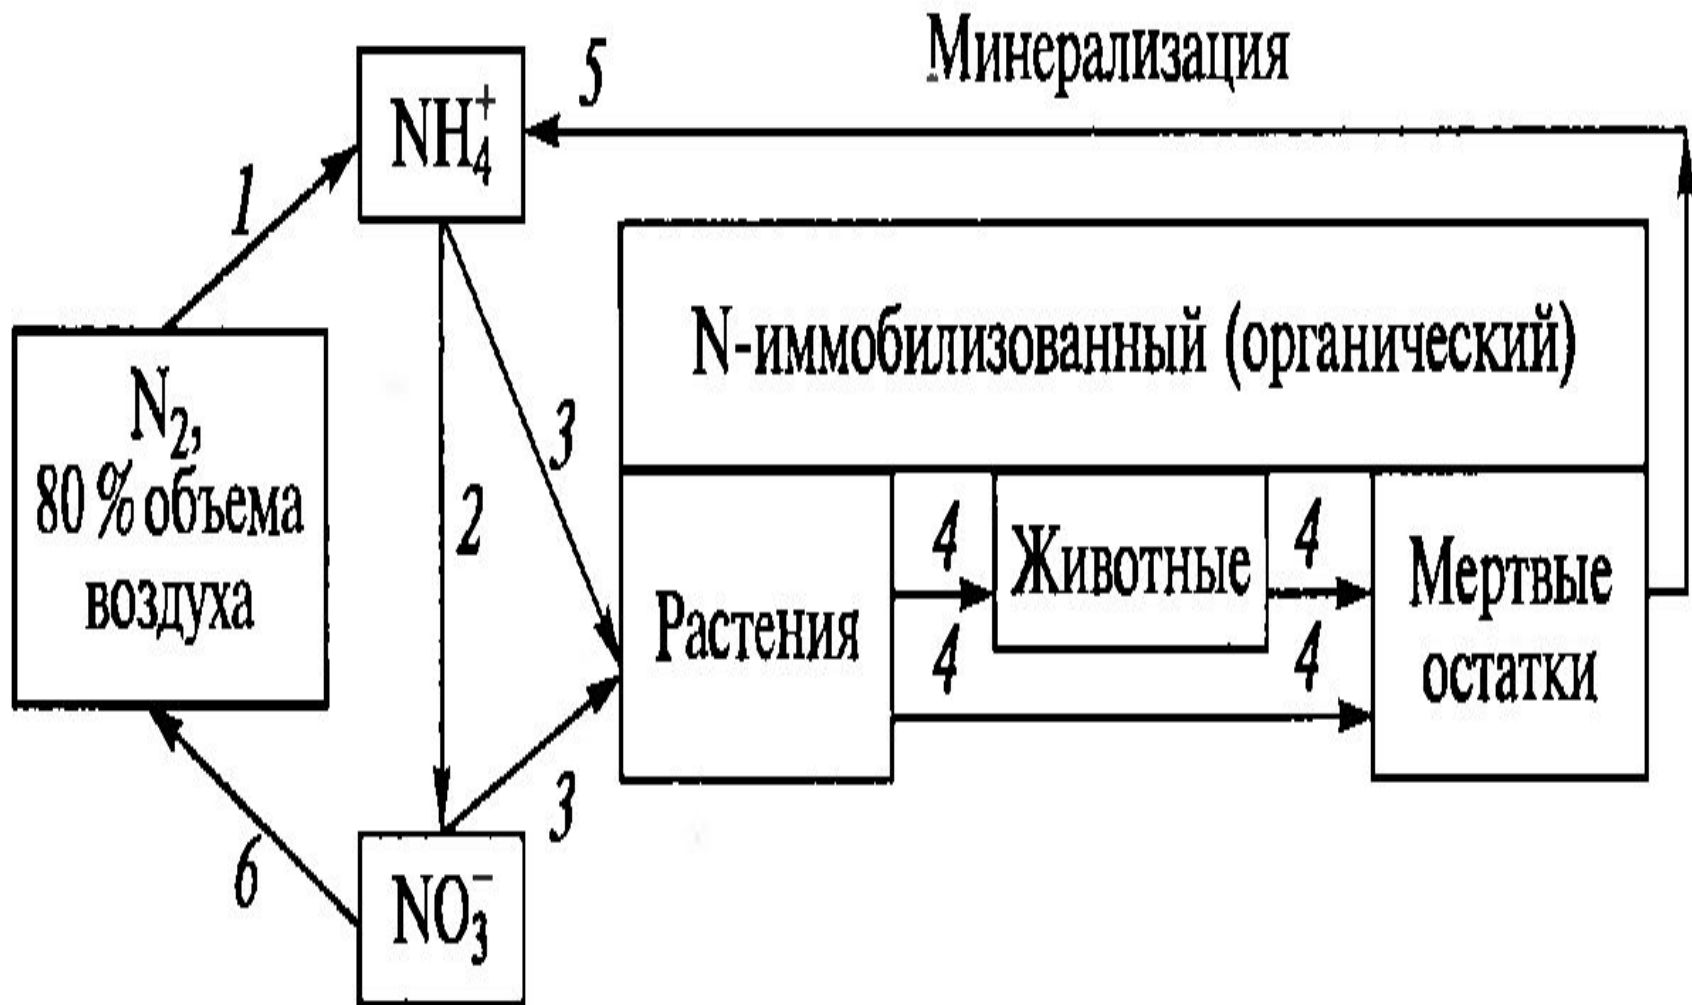 Минерализация
5
NH₄⁺
1
N-иммобилизованный (органический)
N₂,
80 % объема
воздуха
3
2
4
4
Животные
Растения
Мертвые
остатки
4
4
3
6
NO₃⁻